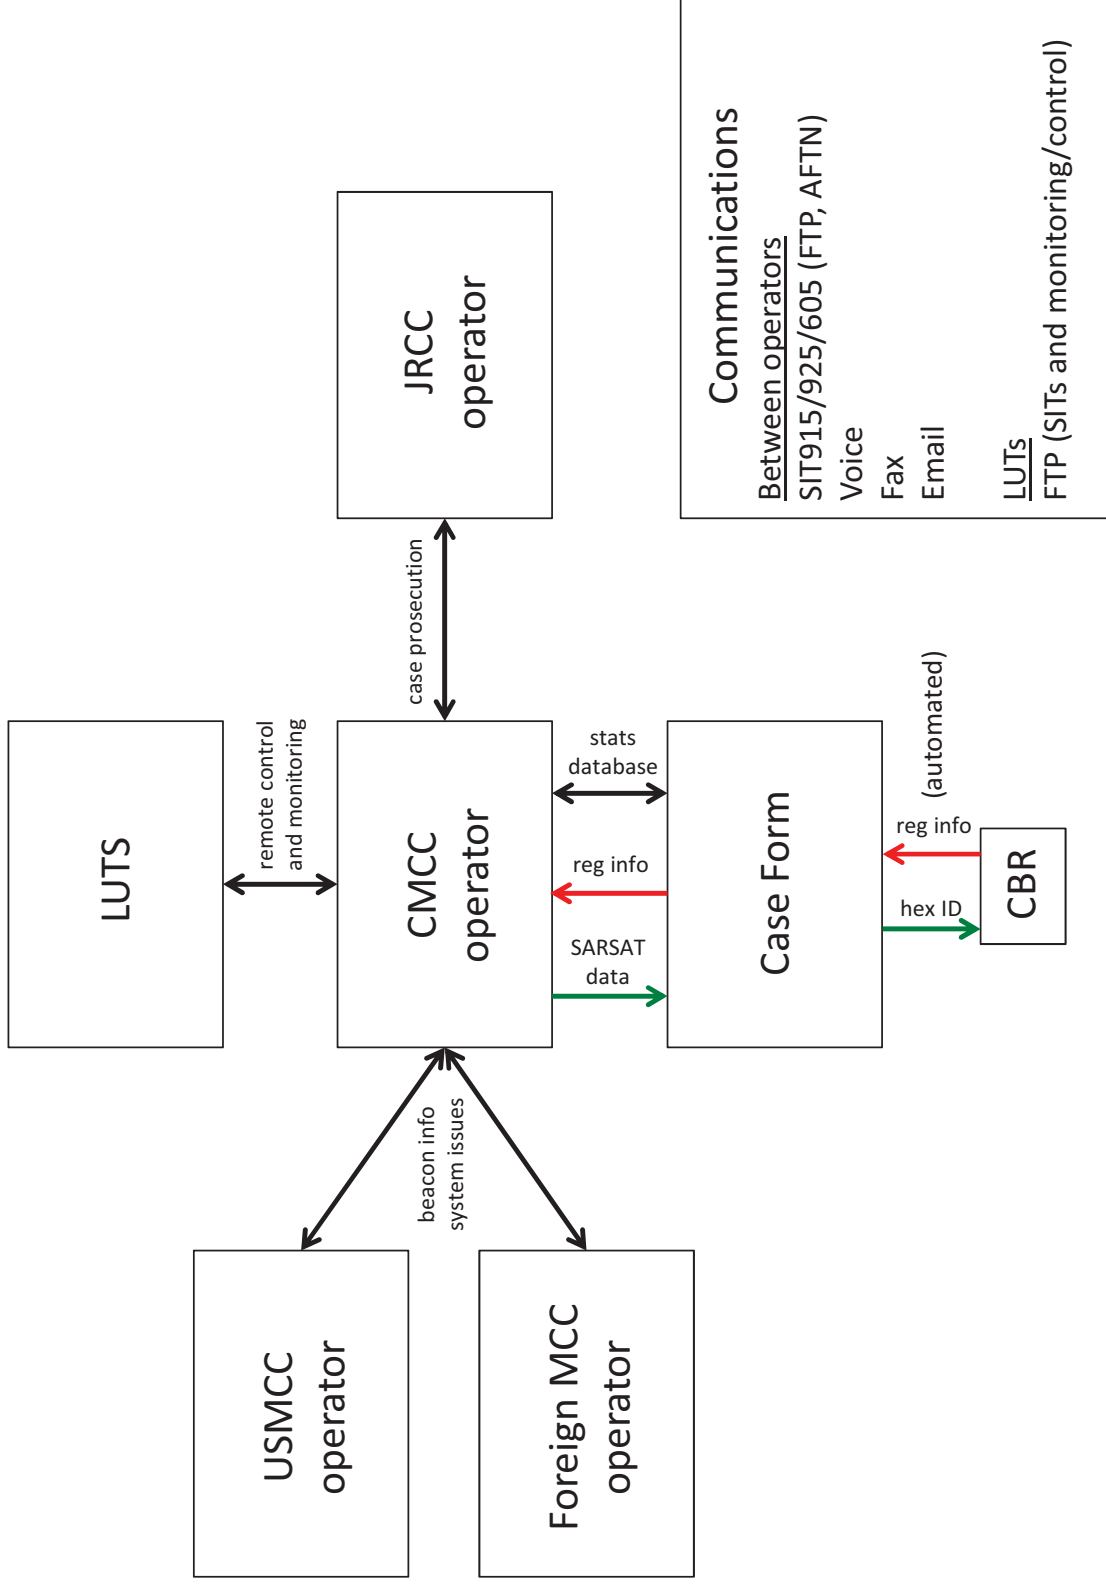 LUTS
remote control
and monitoring
USMCC
operator
beacon info
system issues
Foreign MCC
operator
CMCC
operator
case prosecution
JRCC
operator
SARSAT
data
reg info
stats
database
Case Form
hex ID
reg info
(automated)
CBR
Communications
Between operators
SIT915/925/605 (FTP, AFTN)
Voice
Fax
Email
LUTs
FTP (SITs and monitoring/control)